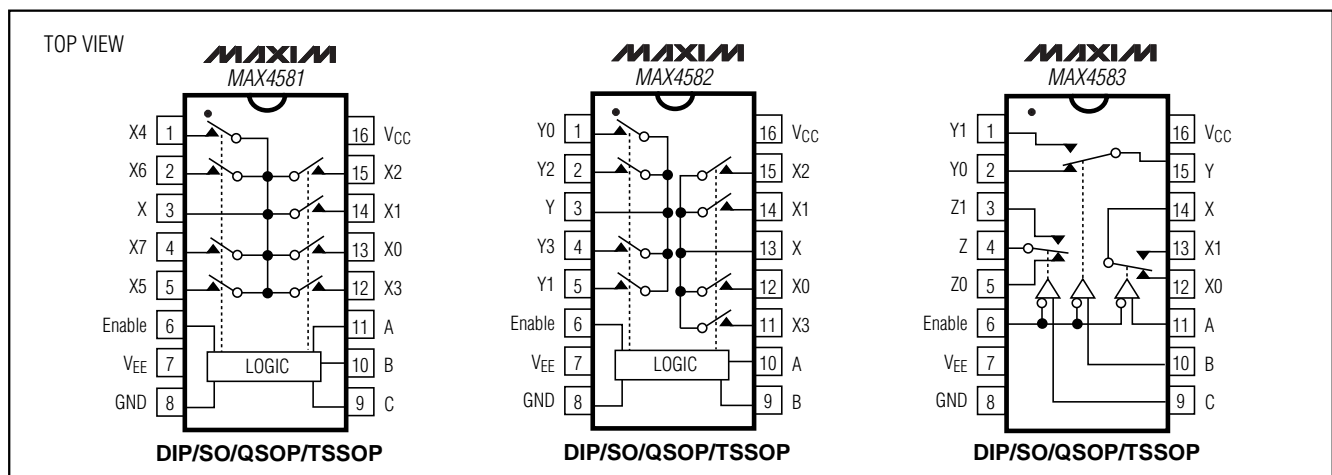 TOP VIEW
MAXIM
MAX4581
X4 1
X6 2
X 3
X7 4
X5 5
Enable 6
VEE 7
GND 8
16 VCC
15 X2
14 X1
13 X0
12 X3
11 A
10 B
9 C
LOGIC
DIP/SO/QSOP/TSSOP
MAXIM
MAX4582
Y0 1
Y2 2
Y 3
Y3 4
Y1 5
Enable 6
VEE 7
GND 8
16 VCC
15 X2
14 X1
13 X
12 X0
11 X3
10 A
9 B
LOGIC
DIP/SO/QSOP/TSSOP
MAXIM
MAX4583
Y1 1
Y0 2
Z1 3
Z 4
Z0 5
Enable 6
VEE 7
GND 8
16 VCC
15 Y
14 X
13 X1
12 X0
11 A
10 B
9 C
DIP/SO/QSOP/TSSOP